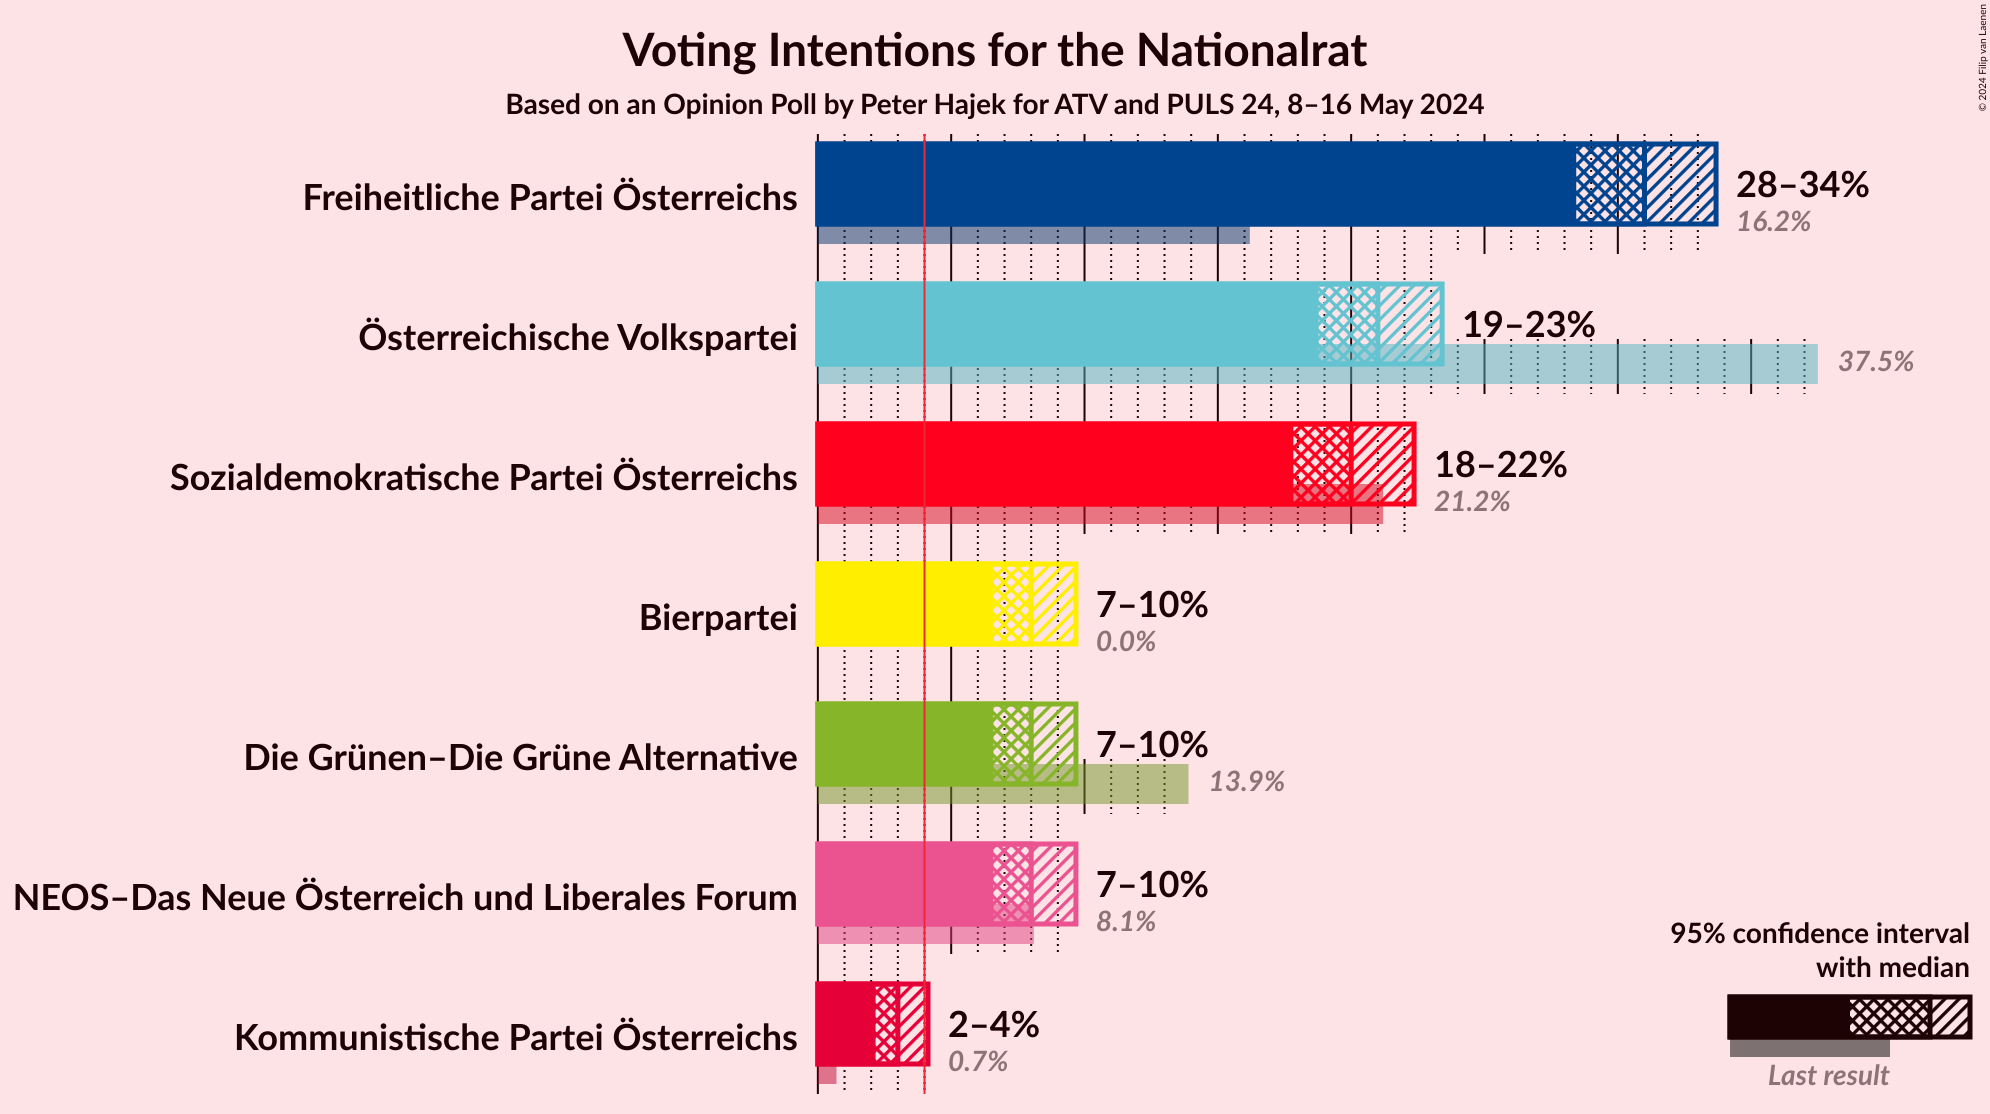 Voting Intentions for the Nationalrat
Based on an Opinion Poll by Peter Hajek for ATV and PULS 24, 8–16 May 2024
© 2024 Filip van Laenen
Freiheitliche Partei Österreichs
28–34%
16.2%
Österreichische Volkspartei
19–23%
37.5%
Sozialdemokratische Partei Österreichs
18–22%
21.2%
Bierpartei
7–10%
0.0%
Die Grünen–Die Grüne Alternative
7–10%
13.9%
NEOS–Das Neue Österreich und Liberales Forum
7–10%
8.1%
Kommunistische Partei Österreichs
2–4%
0.7%
95% confidence interval
with median
Last result